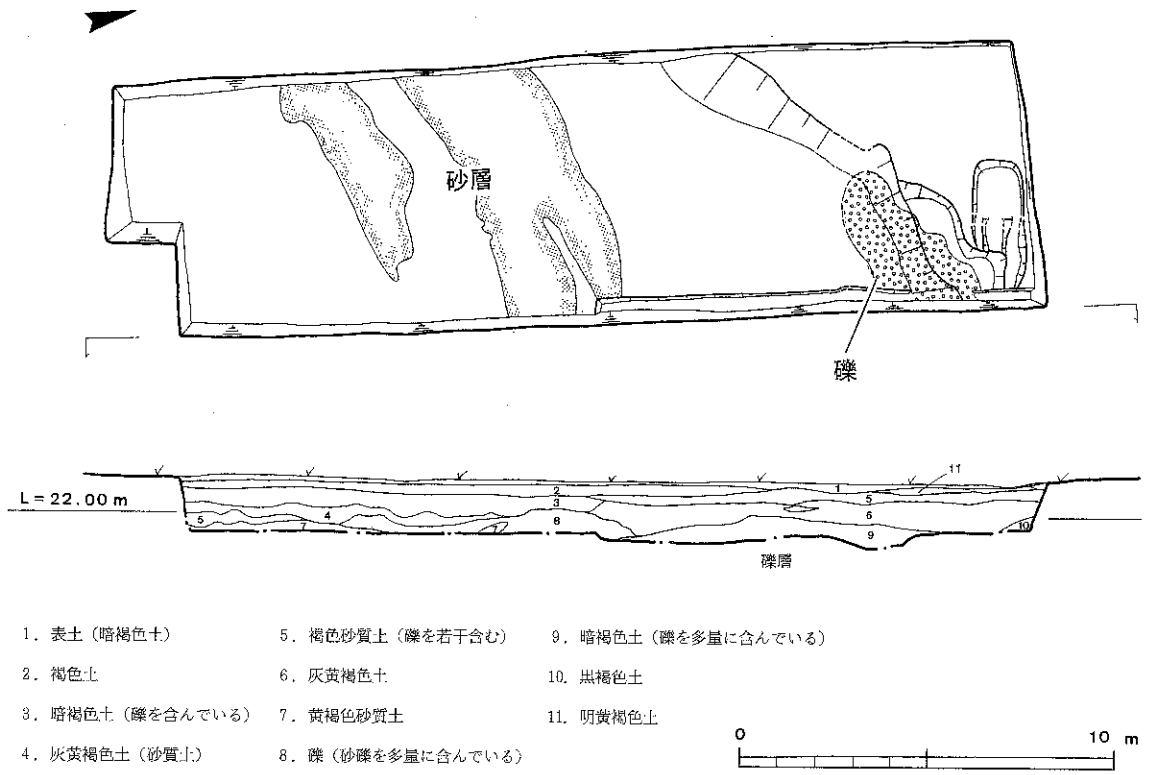 砂層
礫
L=22.00 m
11
1
2
5
3
6
4
5
8
7
9
10
礫層
1. 表土（暗褐色土）
2. 褐色土
3. 暗褐色土（礫を含んでいる）
4. 灰黄褐色土（砂質土）
5. 褐色砂質土（礫を若干含む）
6. 灰黄褐色土
7. 黄褐色砂質土
8. 礫（砂礫を多量に含んでいる）
9. 暗褐色土（礫を多量に含んでいる）
10. 黒褐色土
11. 明黄褐色土
0 10 m